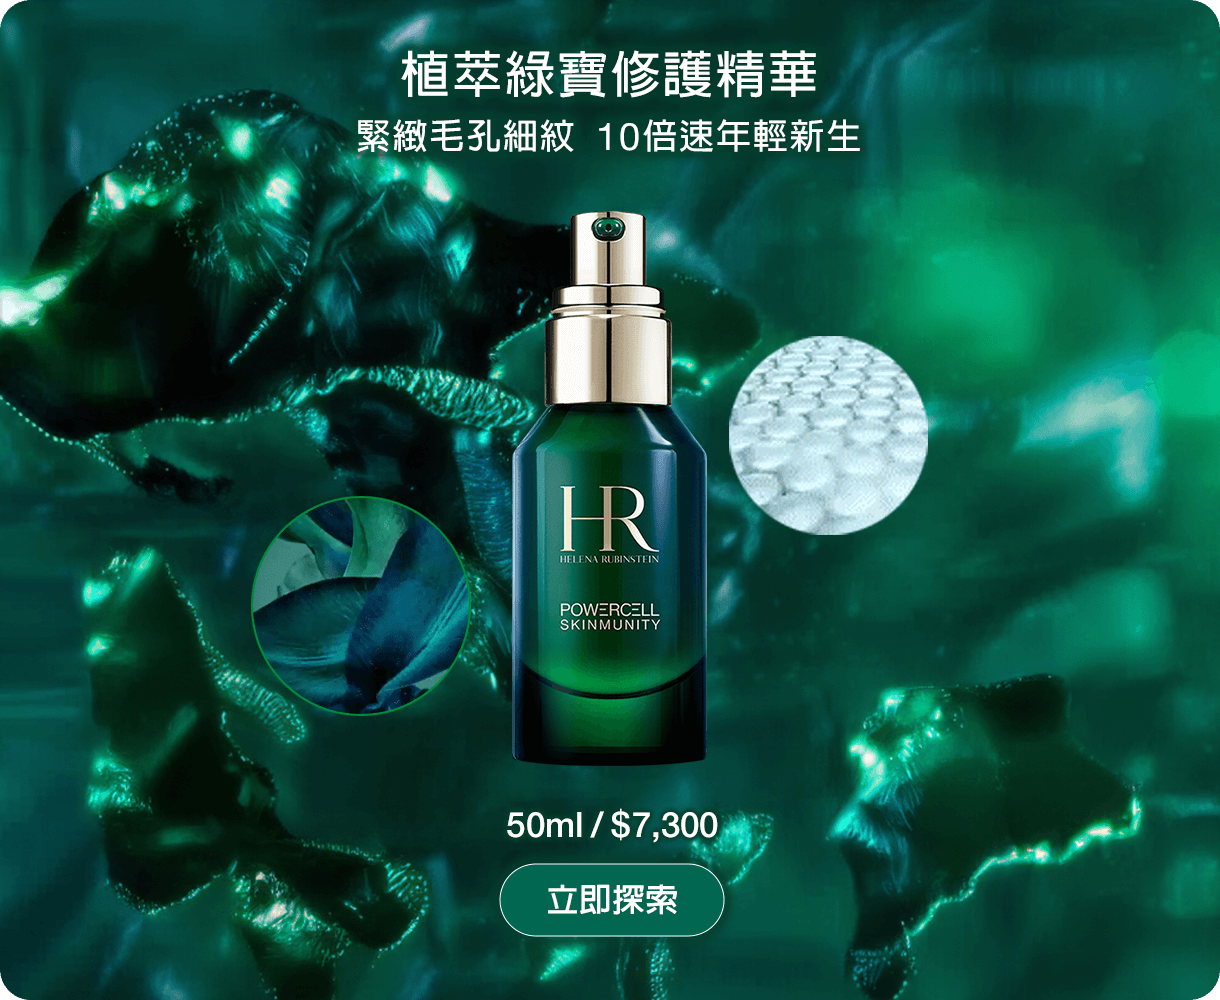 植萃綠寶修護精華
緊緻毛孔細紋 10倍速年輕新生
HR
HELENA RUBINSTEIN
POWERCELL
SKINMUNITY
50ml / $7,300
立即探索